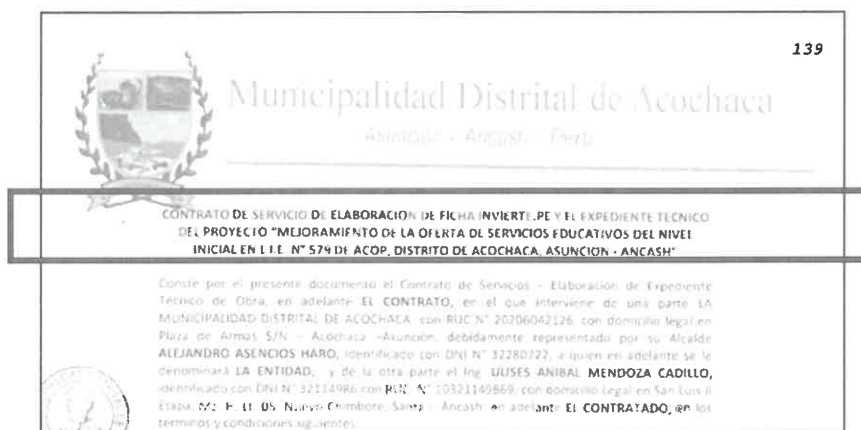 139
Municipalidad Distrital de Acochaca
Asunción - Ancash - Perú
CONTRATO DE SERVICIO DE ELABORACION DE FICHA INVIERTE.PE Y EL EXPEDIENTE TECNICO
DEL PROYECTO "MEJORAMIENTO DE LA OFERTA DE SERVICIOS EDUCATIVOS DEL NIVEL
INICIAL EN L I.E. N° 579 DE ACOP, DISTRITO DE ACOCHACA, ASUNCION - ANCASH"
Conste por el presente documento el Contrato de Servicios - Elaboración de Expediente
Técnico de Obra, en adelante EL CONTRATO, en el que interviene de una parte LA
MUNICIPALIDAD DISTRITAL DE ACOCHACA con RUC N° 20206042126, con domicilio legal en
Plaza de Armas S/N - Acochaca -Asunción, debidamente representado por su Alcalde
ALEJANDRO ASENCIOS HARO, identificado con DNI N° 32280722, a quien en adelante se le
denominará LA ENTIDAD, y de la otra parte el Ing. ULISES ANIBAL MENDOZA CADILLO,
identificado con DNI N° 32114986 con RUC N° 10321149869, con domicilio legal en San Luis II
Etapa, Mz. H, Lt. 05 Nuevo Chimbote, Santa - Ancash, en adelante EL CONTRATADO, en los
términos y condiciones siguientes: